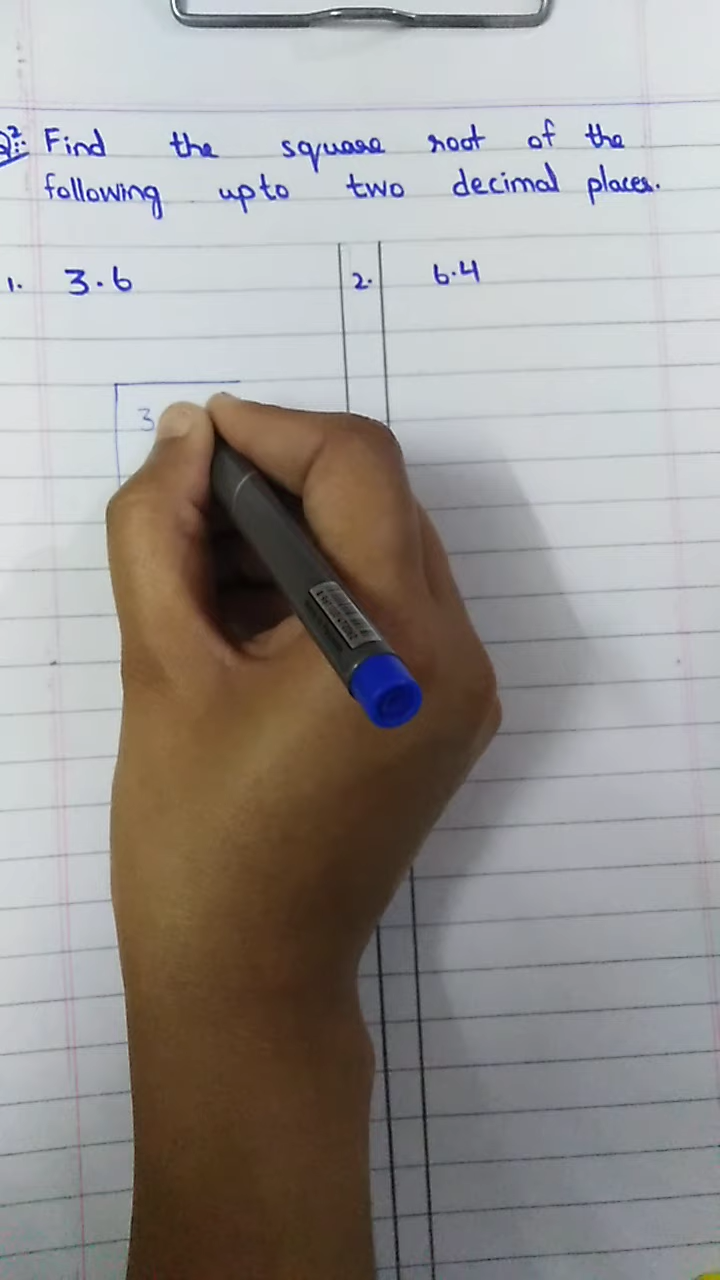 Q2:- Find the square root of the
following upto two decimal places.
1. 3.6
2. 6.4
3